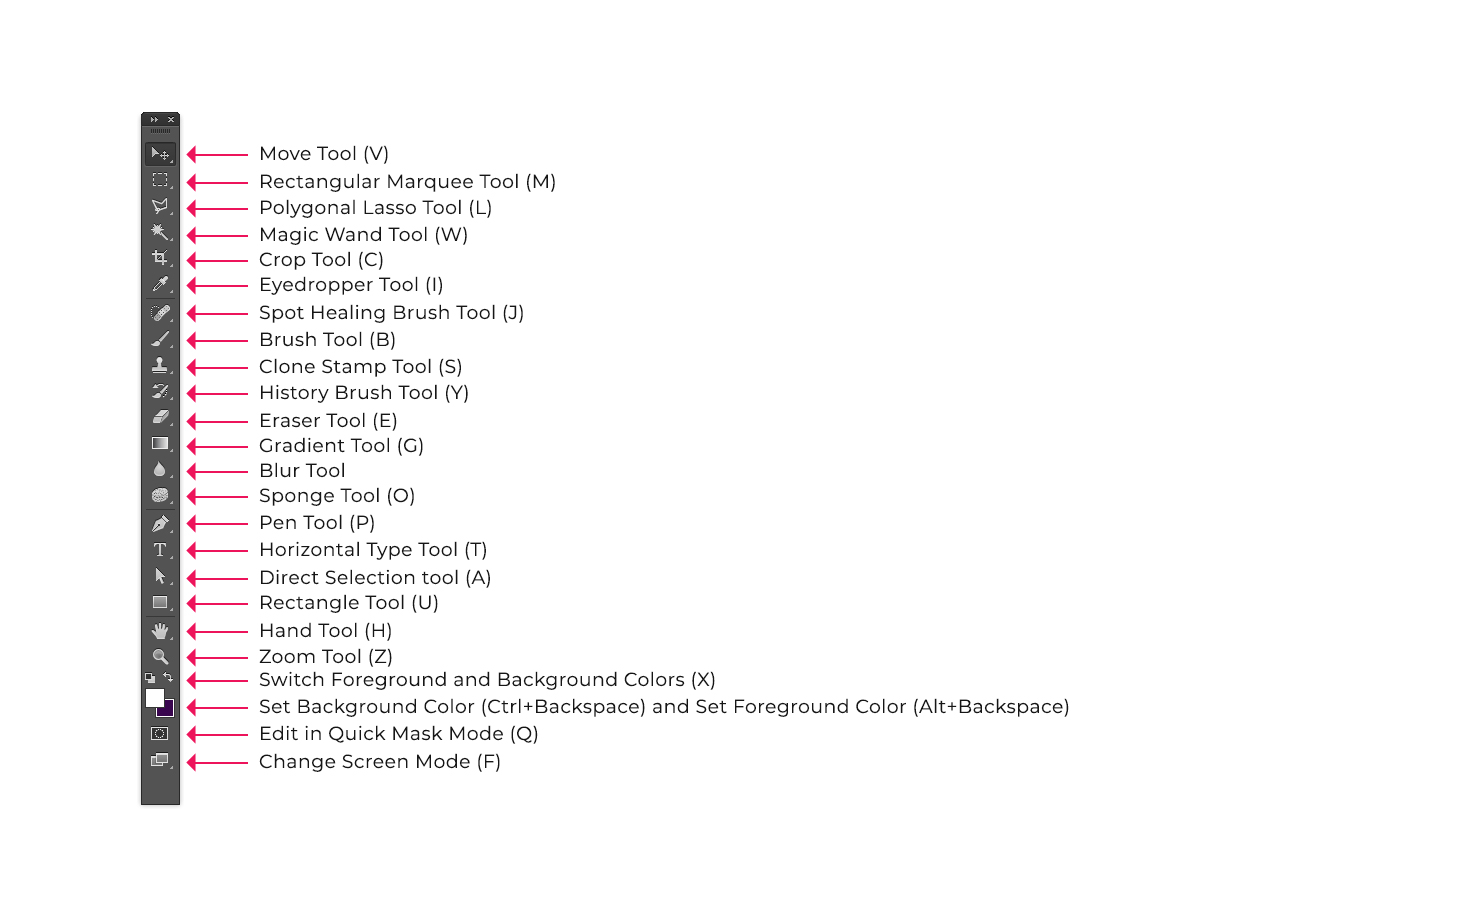 Move Tool (V)
Rectangular Marquee Tool (M)
Polygonal Lasso Tool (L)
Magic Wand Tool (W)
Crop Tool (C)
Eyedropper Tool (I)
Spot Healing Brush Tool (J)
Brush Tool (B)
Clone Stamp Tool (S)
History Brush Tool (Y)
Eraser Tool (E)
Gradient Tool (G)
Blur Tool
Sponge Tool (O)
Pen Tool (P)
Horizontal Type Tool (T)
Direct Selection tool (A)
Rectangle Tool (U)
Hand Tool (H)
Zoom Tool (Z)
Switch Foreground and Background Colors (X)
Set Background Color (Ctrl+Backspace) and Set Foreground Color (Alt+Backspace)
Edit in Quick Mask Mode (Q)
Change Screen Mode (F)